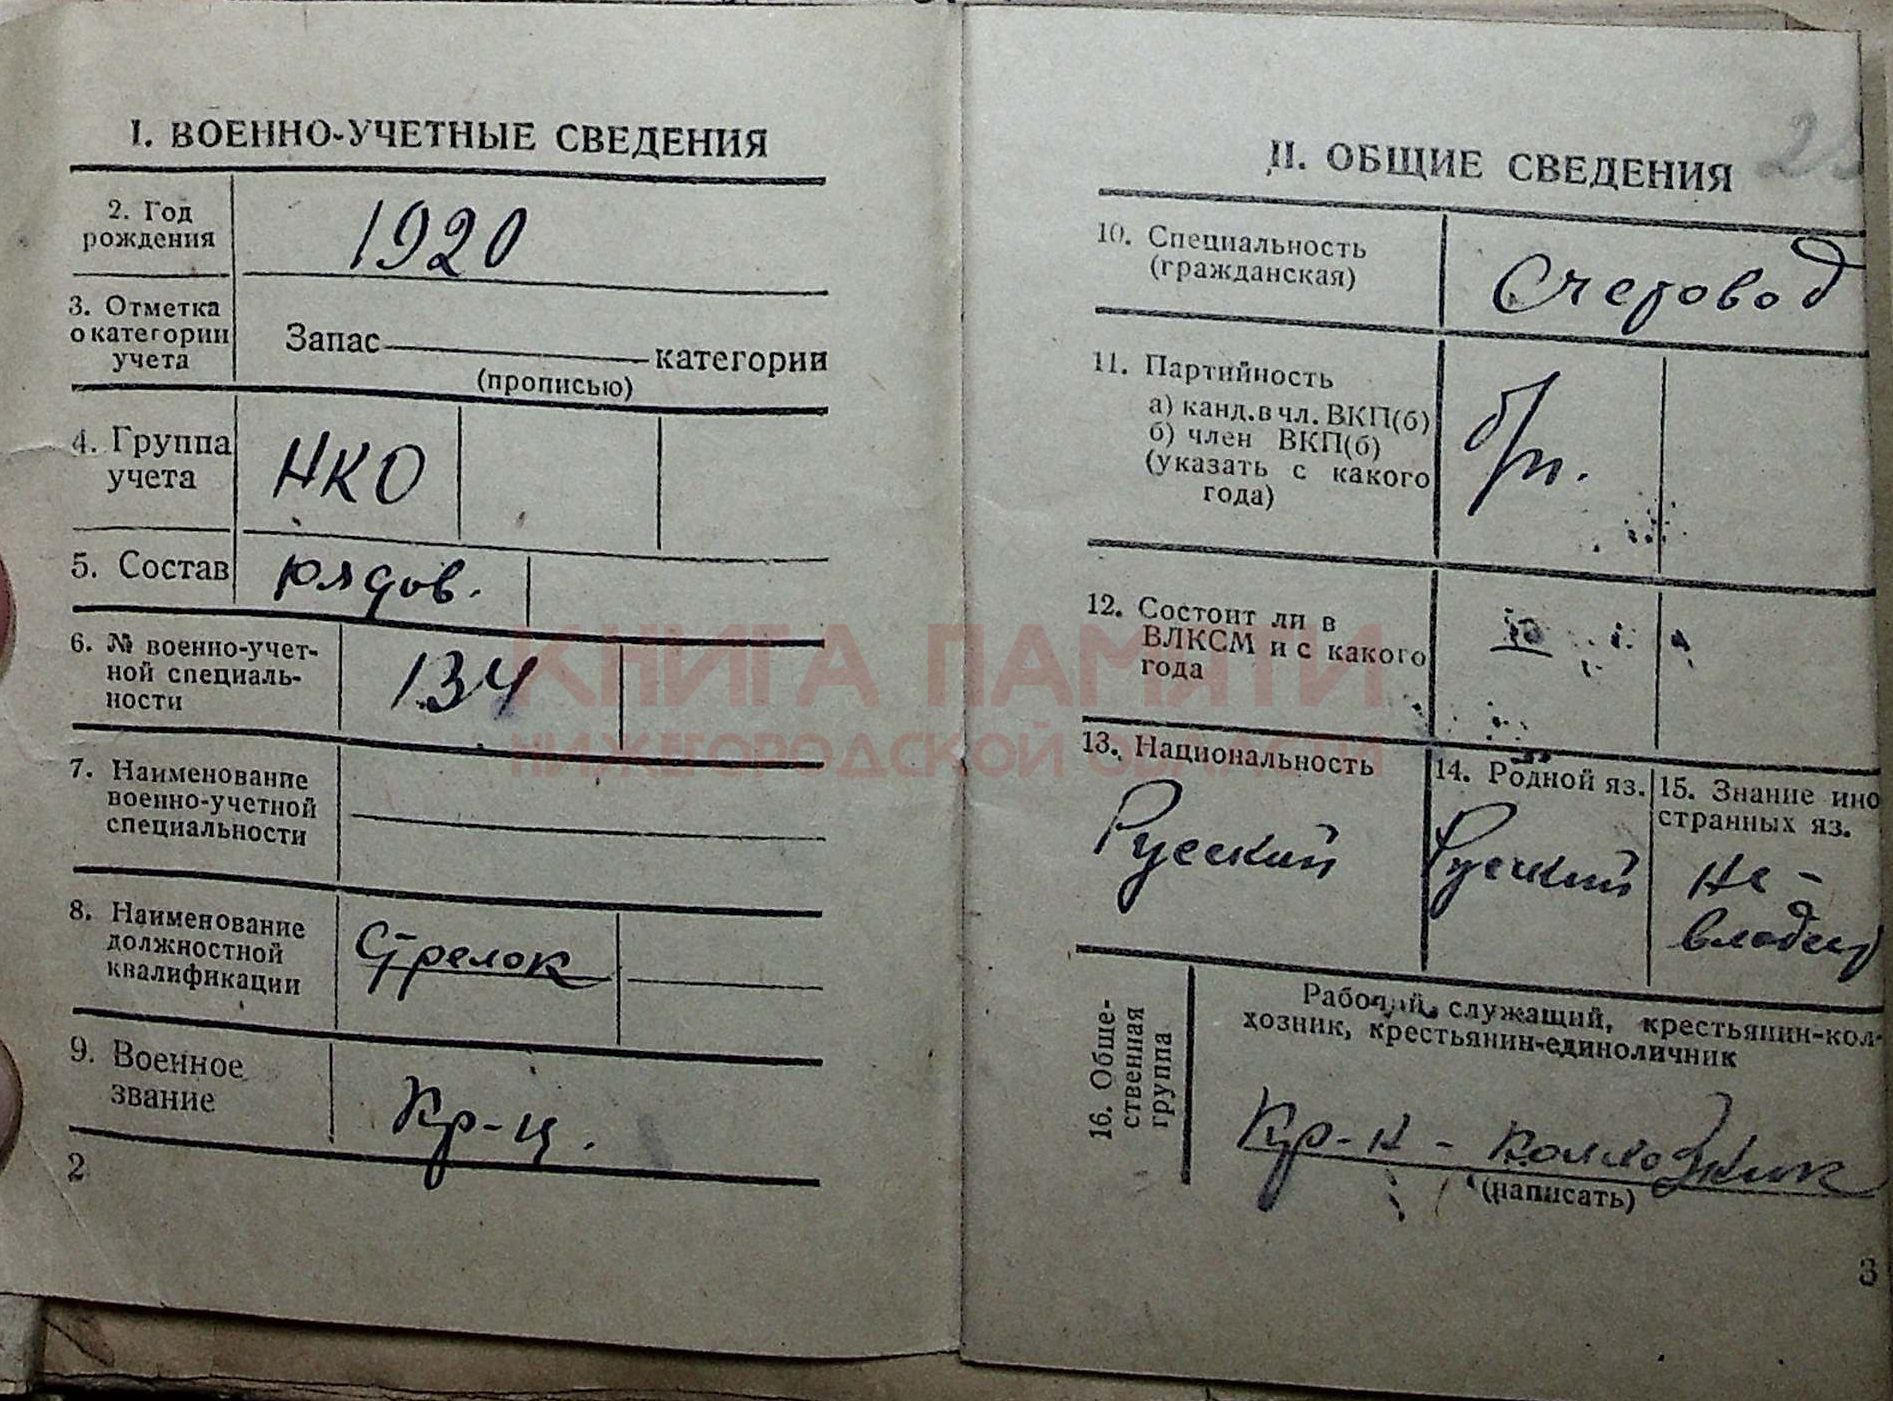 I. ВОЕННО-УЧЕТНЫЕ СВЕДЕНИЯ
2. Год
рождения
1920
3. Отметка
о категории
учета
Запас категории
(прописью)
4. Группа
учета
НКО
5. Состав
рядов.
6. № военно-учет-
ной специаль-
ности
134
7. Наименование
военно-учетной
специальности
8. Наименование
должностной
квалификации
Стрелок
9. Военное
звание
Кр-ц.
2
II. ОБЩИЕ СВЕДЕНИЯ
10. Специальность
(гражданская)
Счетовод
11. Партийность
а) канд. в чл. ВКП(б)
б) член ВКП(б)
(указать с какого
года)
б/п.
12. Состоит ли в
ВЛКСМ и с какого
года
13. Национальность
Русский
14. Родной яз.
Русский
15. Знание ино
странных яз.
не -
владеет
16. Обще-
ственная
группа
Рабочий, служащий, крестьянин-кол-
хозник, крестьянин-единоличник
Кр-н - колхозник
(написать)
3
КНИГА ПАМЯТИ
НИЖЕГОРОДСКОЙ ОБЛАСТИ